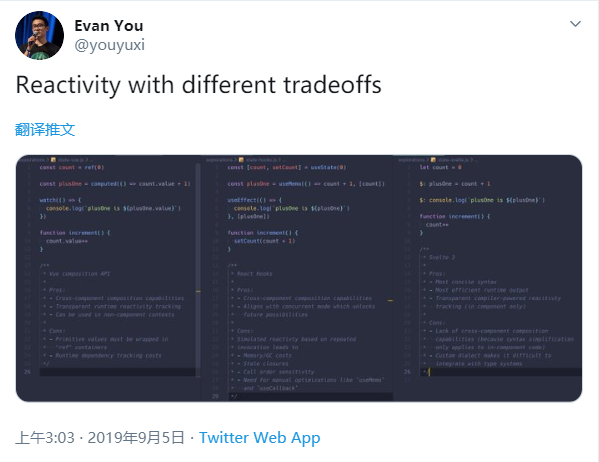 Evan You
@youyuxi
Reactivity with different tradeoffs
翻译推文
const count = ref(0)
const plusOne = computed(() => count.value + 1)
watch(() => {
console.log(`plusOne is ${plusOne.value}`)
})
function increment() {
count.value++
}
/**
* Vue composition API
*
* Pros:
* - Cross-component composition capabilities
* - Transparent runtime reactivity tracking
* - Can be used in non-component contexts
*
* Cons:
* - Primitive values must be wrapped in
* "ref" containers
* - Runtime dependency tracking costs
*/
const [count, setCount] = useState(0)
const plusOne = useMemo(() => count + 1, [count])
useEffect(() => {
console.log(`plusOne is ${plusOne}`)
}, [plusOne])
function increment() {
setCount(count + 1)
}
/**
* React Hooks
*
* Pros:
* - Cross-component composition capabilities
* - Aligns with concurrent mode which unlocks
* future possibilities
*
* Cons:
* Simulated reactivity based on repeated
* invocation leads to
* - Memory/GC costs
* - Stale closures
* - Call order sensitivity
* - Need for manual optimizations like `useMemo`
* and `useCallback`
*/
let count = 0
$: plusOne = count + 1
$: console.log(`plusOne is ${plusOne}`)
function increment() {
count++
}
/**
* Svelte 3
*
* Pros:
* - Most concise syntax
* - Most efficient runtime output
* - Transparent compiler-powered reactivity
* tracking (in component only)
*
* Cons:
* - Lack of cross-component composition
* capabilities (because syntax simplification
* only applies to in-component code)
* - Custom dialect makes it difficult to
* integrate with type systems
*/
上午3:03 · 2019年9月5日 · Twitter Web App